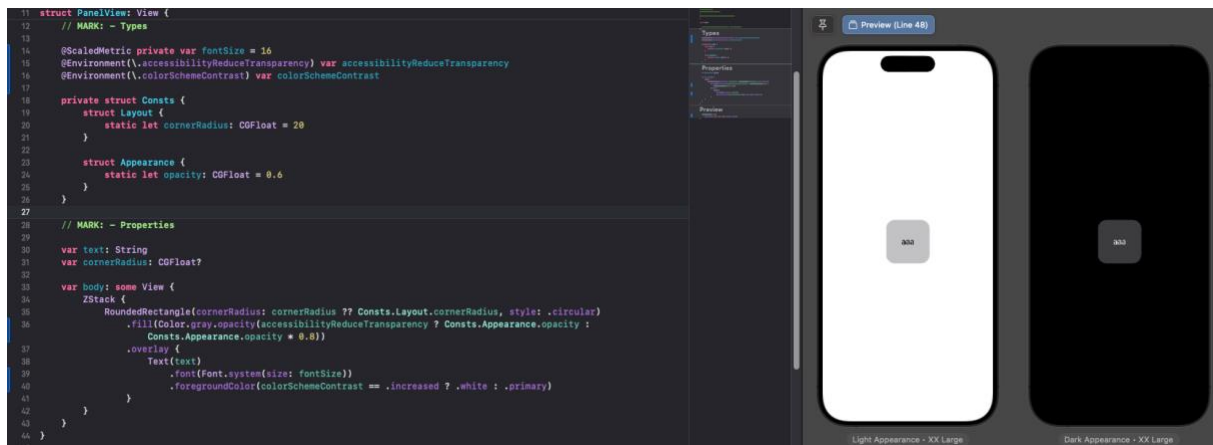 11 struct PanelView: View {
12 // MARK: - Types
13
14 @ScaledMetric private var fontSize = 16
15 @Environment(\.accessibilityReduceTransparency) var accessibilityReduceTransparency
16 @Environment(\.colorSchemeContrast) var colorSchemeContrast
17
18 private struct Consts {
19 struct Layout {
20 static let cornerRadius: CGFloat = 20
21 }
22
23 struct Appearance {
24 static let opacity: CGFloat = 0.6
25 }
26 }
27
28 // MARK: - Properties
29
30 var text: String
31 var cornerRadius: CGFloat?
32
33 var body: some View {
34 ZStack {
35 RoundedRectangle(cornerRadius: cornerRadius ?? Consts.Layout.cornerRadius, style: .circular)
36 .fill(Color.gray.opacity(accessibilityReduceTransparency ? Consts.Appearance.opacity :
Consts.Appearance.opacity * 0.8))
37 .overlay {
38 Text(text)
39 .font(Font.system(size: fontSize))
40 .foregroundColor(colorSchemeContrast == .increased ? .white : .primary)
41 }
42 }
43 }
44 }
Types
Properties
Preview
Preview (Line 48)
aaa
aaa
Light Appearance - XX Large
Dark Appearance - XX Large